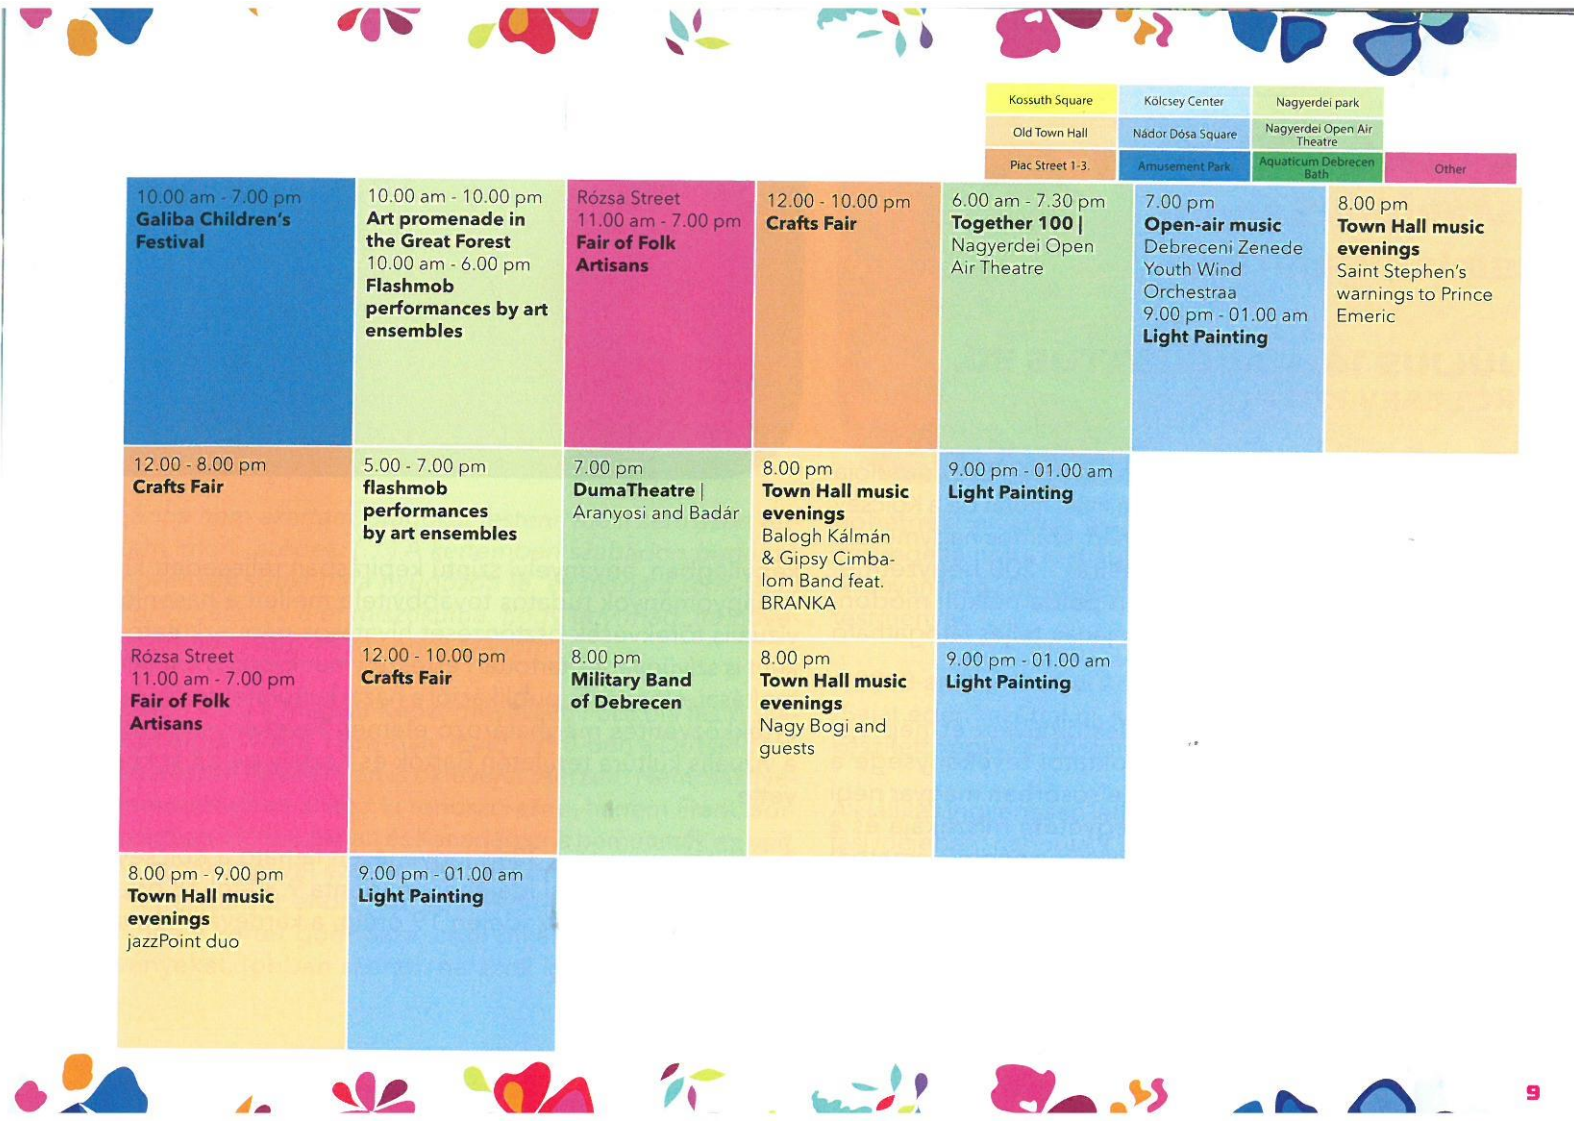 Kossuth Square
Kölcsey Center
Nagyerdei park
Old Town Hall
Nádor Dósa Square
Nagyerdei Open Air
Theatre
Piac Street 1-3.
Amusement Park
Aquaticum Debrecen
Bath
Other
10.00 am - 7.00 pm
Galiba Children's
Festival
10.00 am - 10.00 pm
Art promenade in
the Great Forest
10.00 am - 6.00 pm
Flashmob
performances by art
ensembles
Rózsa Street
11.00 am - 7.00 pm
Fair of Folk
Artisans
12.00 - 10.00 pm
Crafts Fair
6.00 am - 7.30 pm
Together 100 |
Nagyerdei Open
Air Theatre
7.00 pm
Open-air music
Debreceni Zenede
Youth Wind
Orchestraa
9.00 pm - 01.00 am
Light Painting
8.00 pm
Town Hall music
evenings
Saint Stephen's
warnings to Prince
Emeric
12.00 - 8.00 pm
Crafts Fair
5.00 - 7.00 pm
flashmob
performances
by art ensembles
7.00 pm
DumaTheatre |
Aranyosi and Badár
8.00 pm
Town Hall music
evenings
Balogh Kálmán
& Gipsy Cimba-
lom Band feat.
BRANKA
9.00 pm - 01.00 am
Light Painting
Rózsa Street
11.00 am - 7.00 pm
Fair of Folk
Artisans
12.00 - 10.00 pm
Crafts Fair
8.00 pm
Military Band
of Debrecen
8.00 pm
Town Hall music
evenings
Nagy Bogi and
guests
9.00 pm - 01.00 am
Light Painting
8.00 pm - 9.00 pm
Town Hall music
evenings
jazzPoint duo
9.00 pm - 01.00 am
Light Painting
9